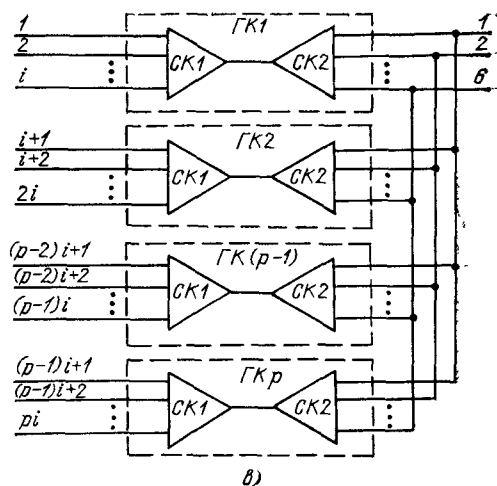 1 ГК1 1
2 СК1 СК2 2
i в
i+1 ГК2
i+2 СК1 СК2
2i
(p-2)i+1 ГК(p-1)
(p-2)i+2 СК1 СК2
(p-1)i
(p-1)i+1 ГКp
(p-1)i+2 СК1 СК2
pi
в)